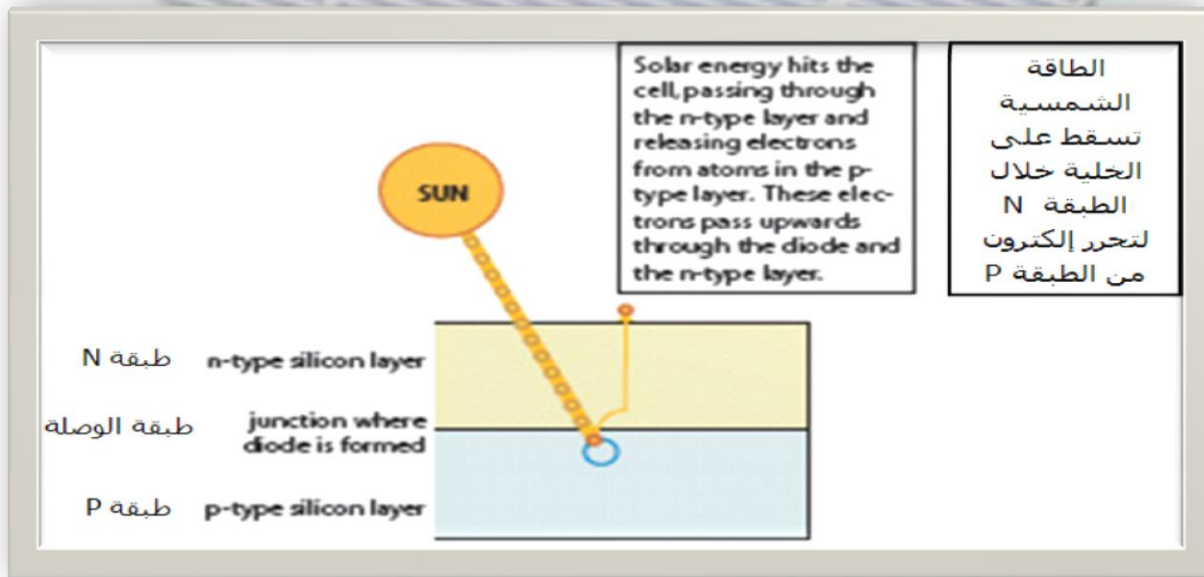 Solar energy hits the
cell, passing through
the n-type layer and
releasing electrons
from atoms in the p-
type layer. These elec-
trons pass upwards
through the diode and
the n-type layer.
الطاقة
الشمسية
تسقط على
الخلية خلال
الطبقة N
لتحرر إلكترون
من الطبقة P
SUN
طبقة N n-type silicon layer
طبقة الوصلة junction where
diode is formed
طبقة P p-type silicon layer